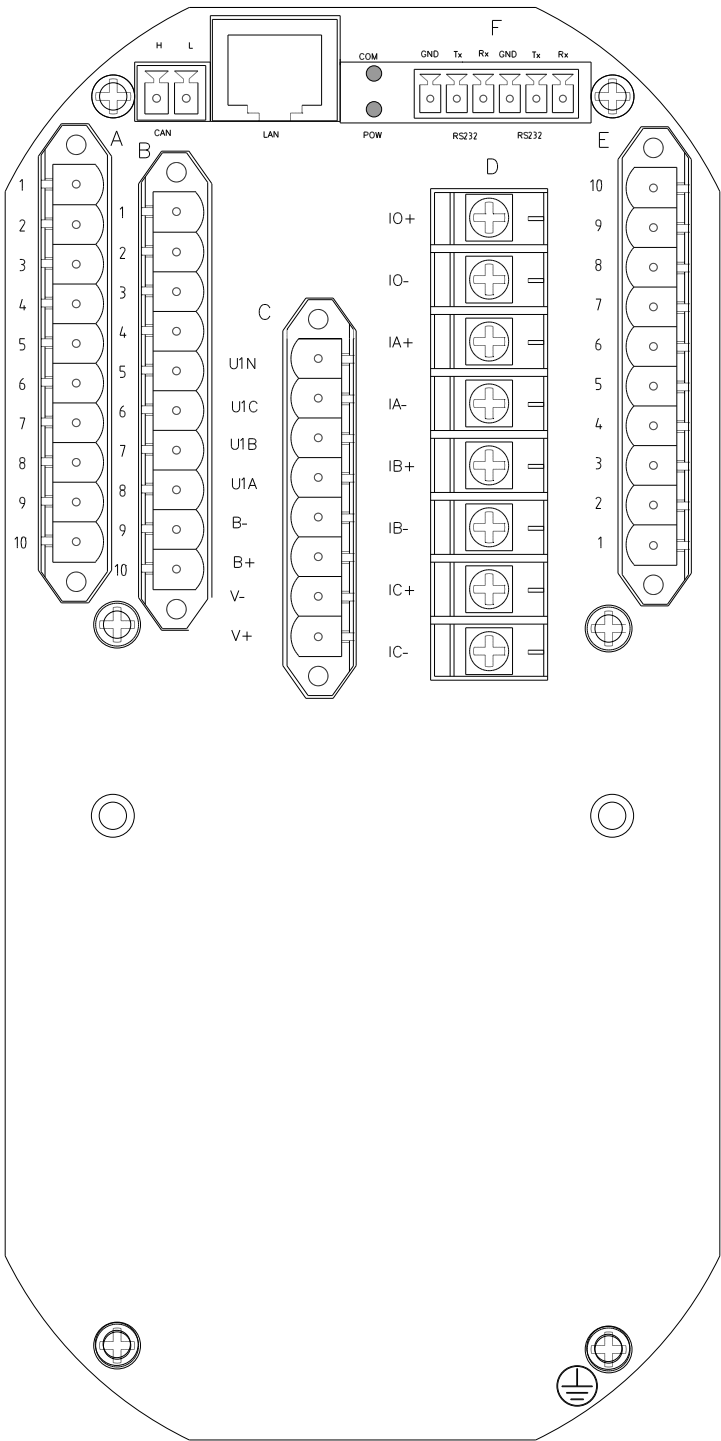 F
H L
COM
GND Tx Rx GND Tx Rx
CAN
LAN
POW
RS232 RS232
A
1
2
3
4
5
6
7
8
9
10
B
1
2
3
4
5
6
7
8
9
10
C
U1N
U1C
U1B
U1A
B-
B+
V-
V+
D
IO+
IO-
IA+
IA-
IB+
IB-
IC+
IC-
E
10
9
8
7
6
5
4
3
2
1